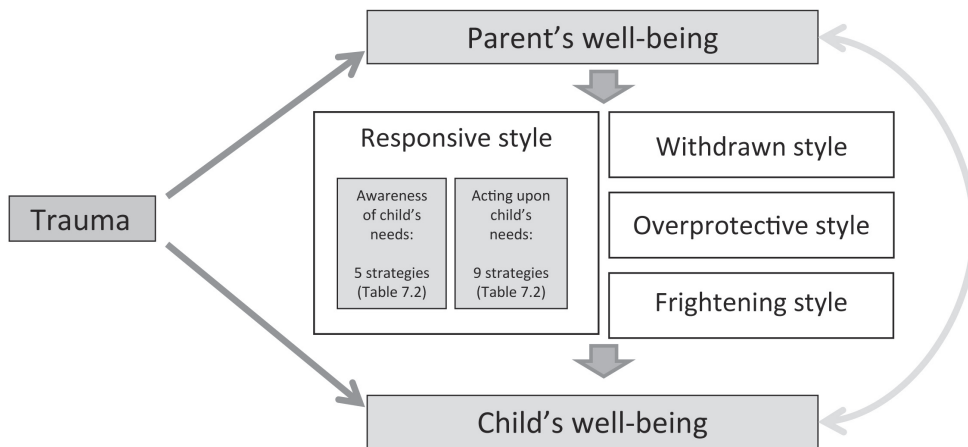 Parent's well-being
Responsive style
Awareness
of child's
needs:
5 strategies
(Table 7.2)
Acting upon
child's
needs:
9 strategies
(Table 7.2)
Withdrawn style
Overprotective style
Frightening style
Trauma
Child's well-being